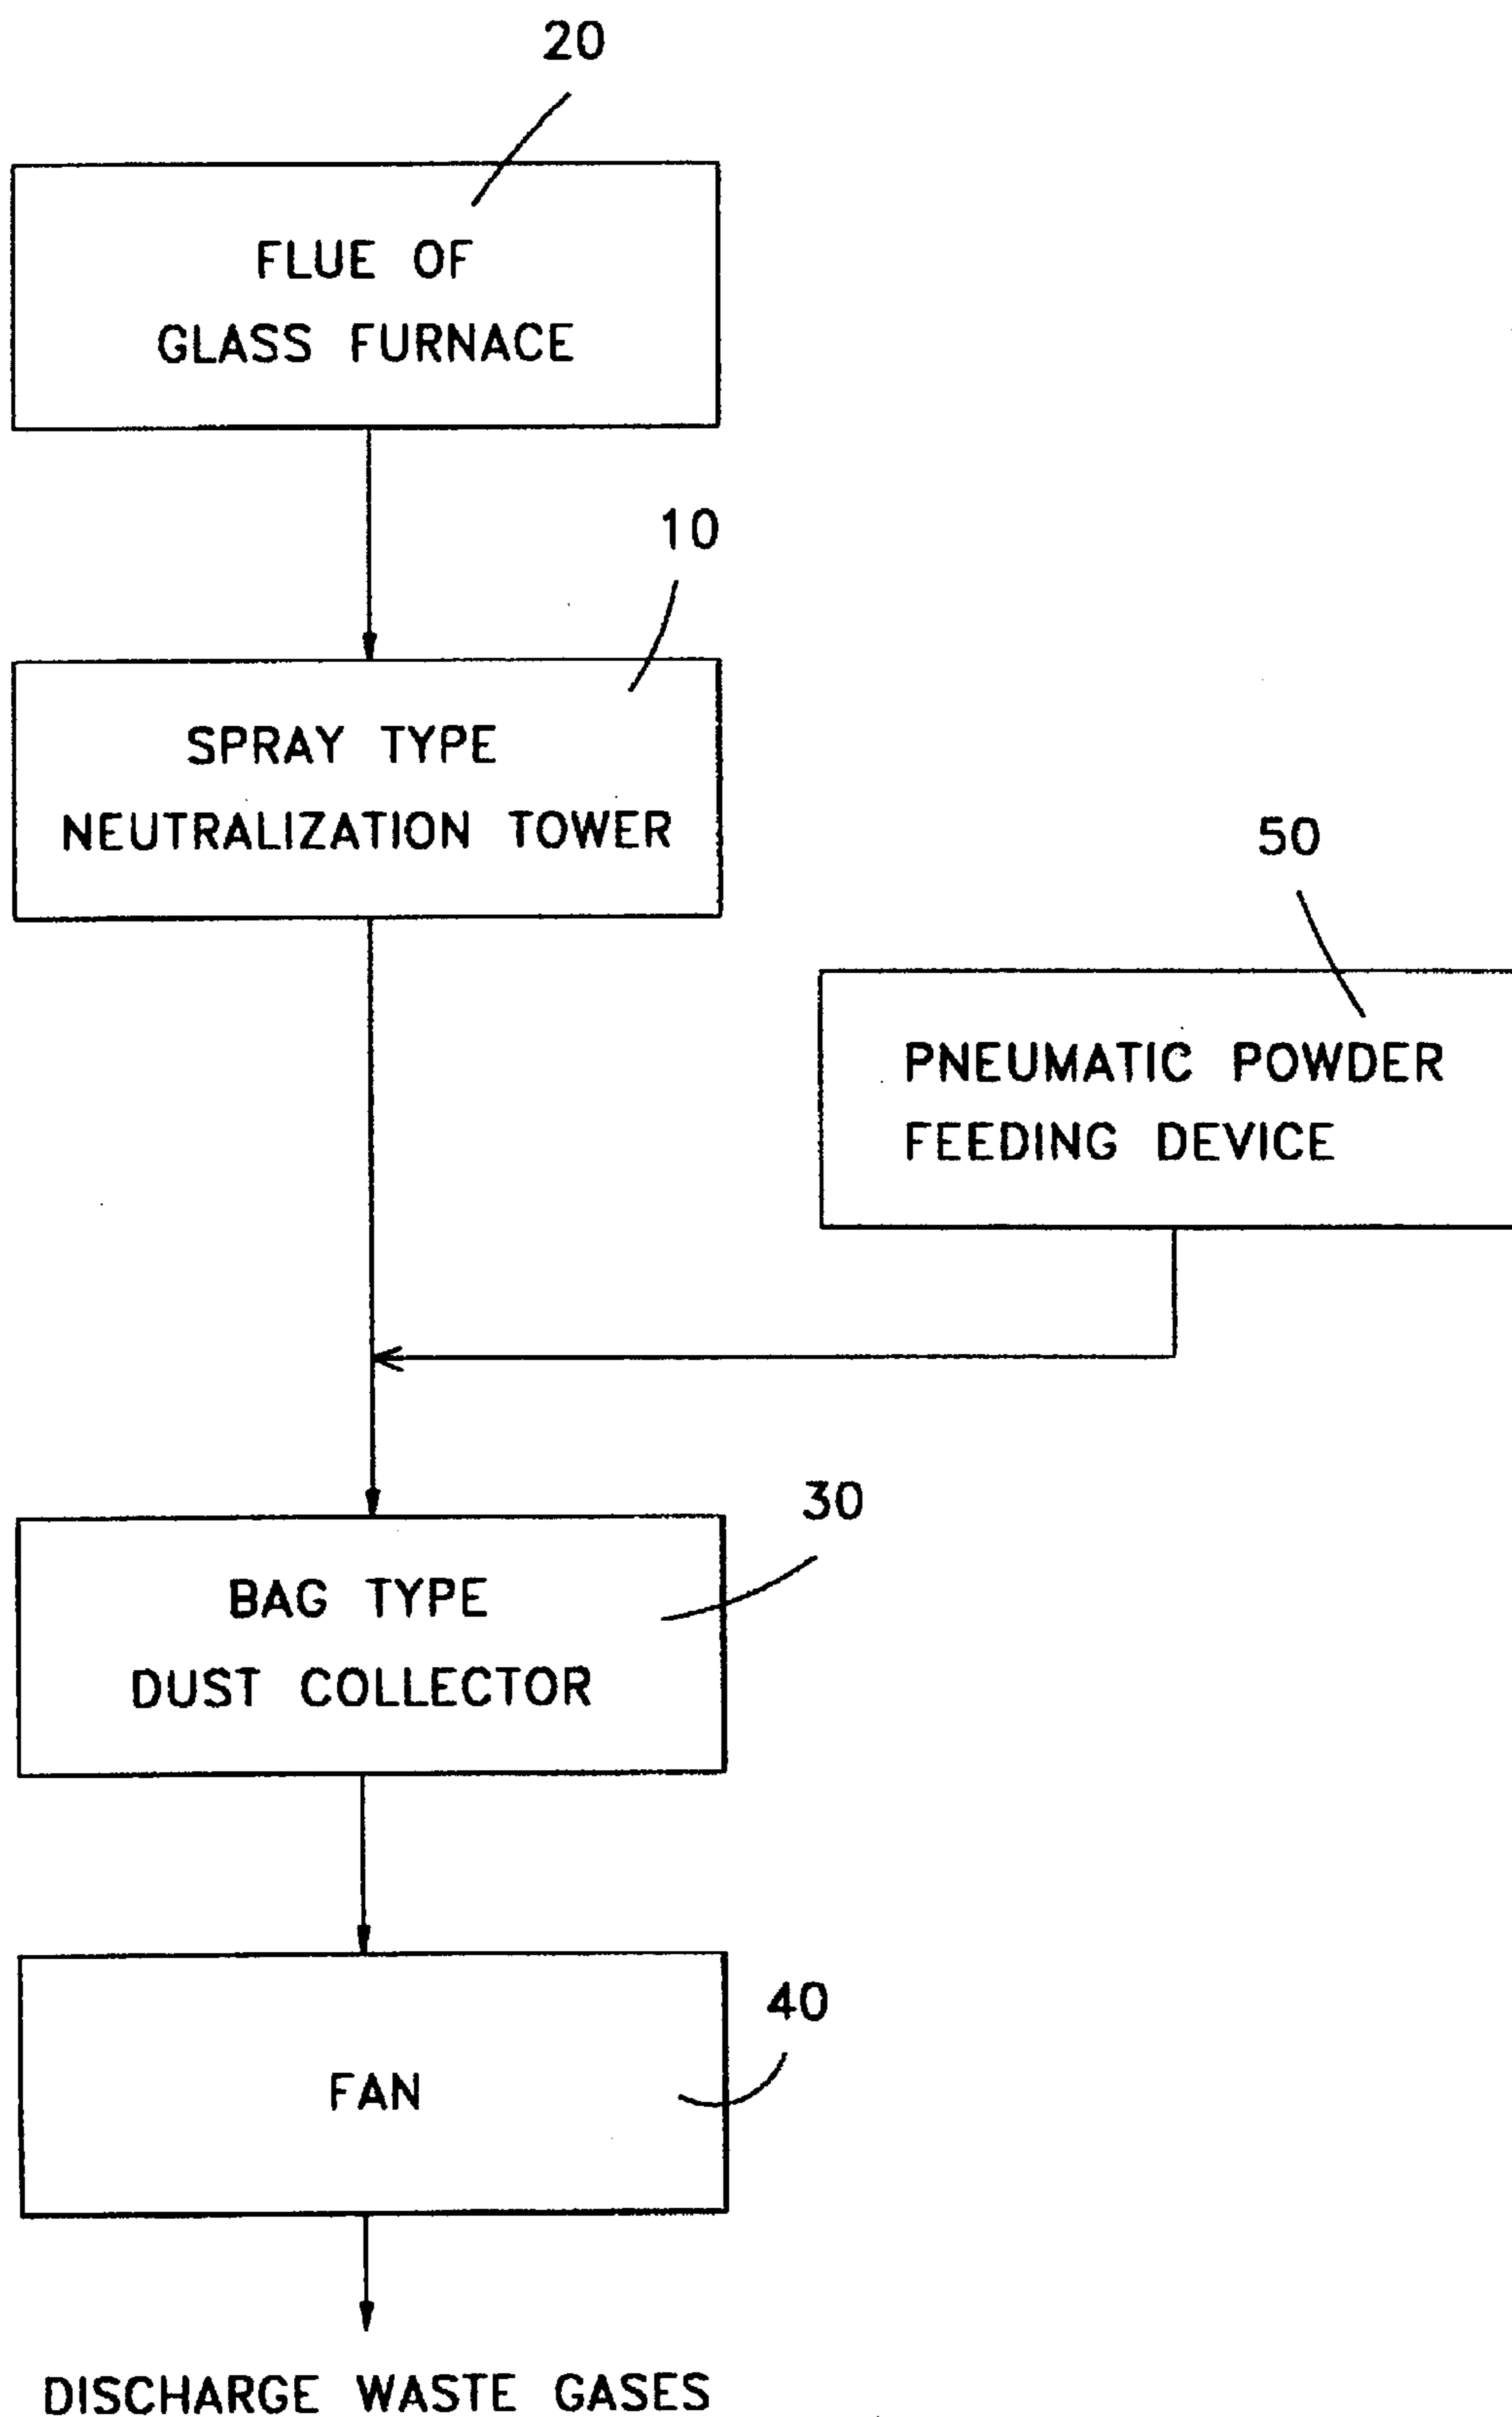 20
FLUE OF
GLASS FURNACE
10
SPRAY TYPE
NEUTRALIZATION TOWER
50
PNEUMATIC POWDER
FEEDING DEVICE
30
BAG TYPE
DUST COLLECTOR
40
FAN
DISCHARGE WASTE GASES